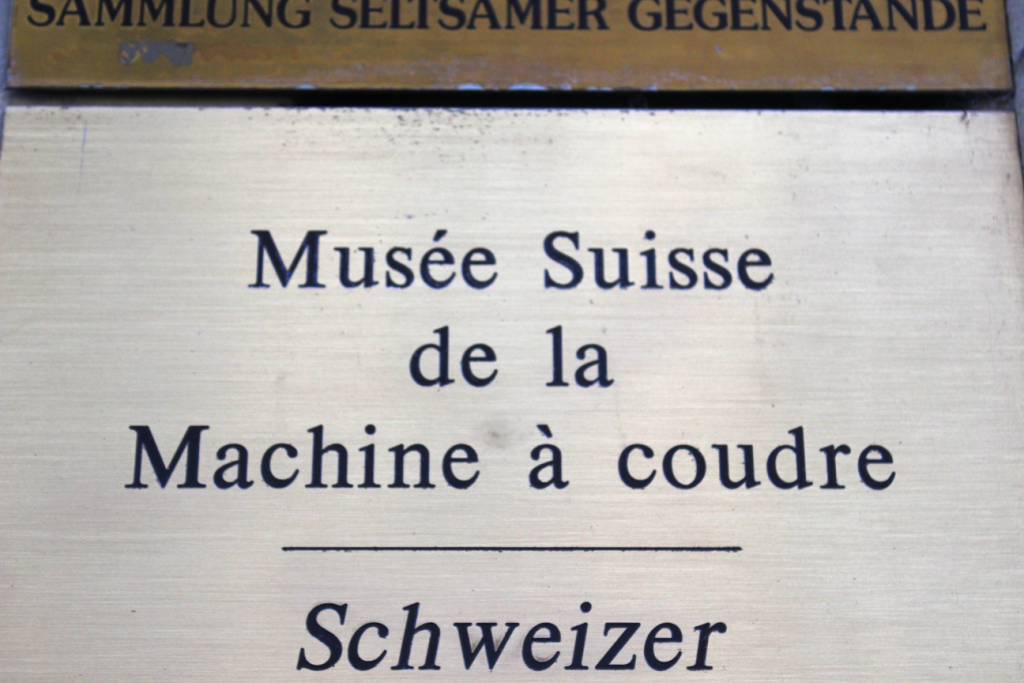 SAMMLUNG SELTSAMER GEGENSTÄNDE
Musée Suisse
de la
Machine à coudre
Schweizer